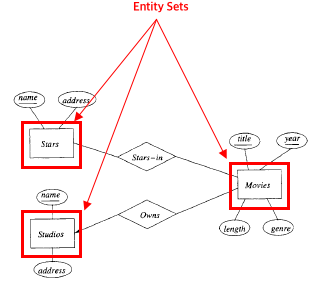 Entity Sets
name
address
Stars
Stars-in
title
year
Movies
name
Owns
Studios
length
genre
address